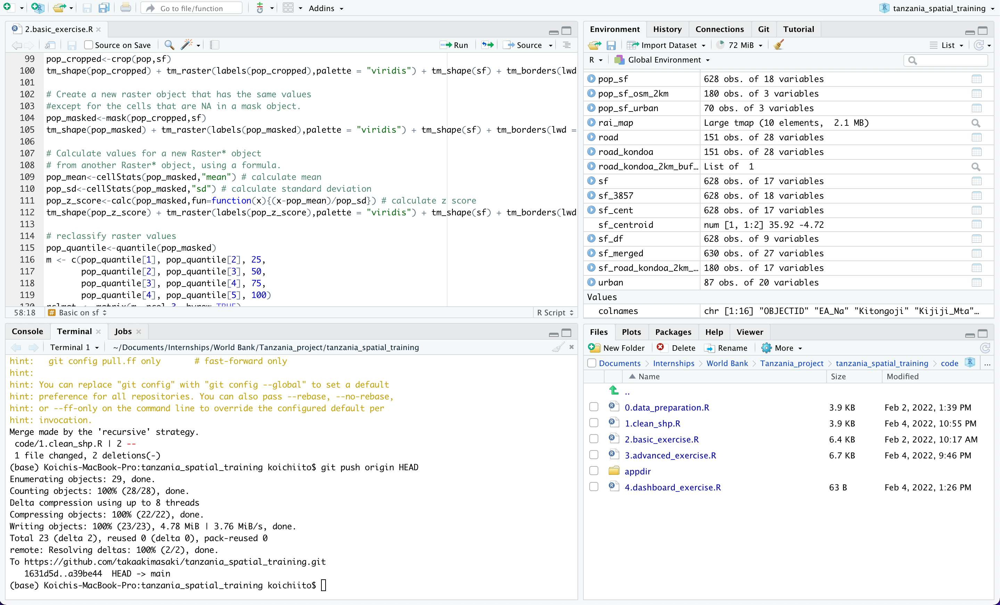 Go to file/function
Addins
tanzania_spatial_training
2.basic_exercise.R
Source on Save
Run
Source
99 pop_cropped<-crop(pop,sf)
100 tm_shape(pop_cropped) + tm_raster(labels(pop_cropped),palette = "viridis") + tm_shape(sf) + tm_borders(lwd
101
102 # Create a new raster object that has the same values
103 #except for the cells that are NA in a mask object.
104 pop_masked<-mask(pop_cropped,sf)
105 tm_shape(pop_masked) + tm_raster(labels(pop_masked),palette = "viridis") + tm_shape(sf) + tm_borders(lwd =
106
107 # Calculate values for a new Raster* object
108 # from another Raster* object, using a formula.
109 pop_mean<-cellStats(pop_masked,"mean") # calculate mean
110 pop_sd<-cellStats(pop_masked,"sd") # calculate standard deviation
111 pop_z_score<-calc(pop_masked,fun=function(x){(x-pop_mean)/pop_sd}) # calculate z score
112 tm_shape(pop_z_score) + tm_raster(labels(pop_z_score),palette = "viridis") + tm_shape(sf) + tm_borders(lwd
113
114 # reclassify raster values
115 pop_quantile<-quantile(pop_masked)
116 m <- c(pop_quantile[1], pop_quantile[2], 25,
117 pop_quantile[2], pop_quantile[3], 50,
118 pop_quantile[3], pop_quantile[4], 75,
119 pop_quantile[4], pop_quantile[5], 100)
58:18 # Basic on sf R Script
Console Terminal Jobs
Terminal 1 ~/Documents/Internships/World Bank/Tanzania_project/tanzania_spatial_training
hint: git config pull.ff only # fast-forward only
hint:
hint: You can replace "git config" with "git config --global" to set a default
hint: preference for all repositories. You can also pass --rebase, --no-rebase,
hint: or --ff-only on the command line to override the configured default per
hint: invocation.
Merge made by the 'recursive' strategy.
code/1.clean_shp.R | 2 --
1 file changed, 2 deletions(-)
(base) Koichis-MacBook-Pro:tanzania_spatial_training koichiito$ git push origin HEAD
Enumerating objects: 29, done.
Counting objects: 100% (28/28), done.
Delta compression using up to 8 threads
Compressing objects: 100% (22/22), done.
Writing objects: 100% (23/23), 4.78 MiB | 3.76 MiB/s, done.
Total 23 (delta 2), reused 0 (delta 0), pack-reused 0
remote: Resolving deltas: 100% (2/2), done.
To https://github.com/takaakimasaki/tanzania_spatial_training.git
1631d5d..a39be44 HEAD -> main
(base) Koichis-MacBook-Pro:tanzania_spatial_training koichiito$
Environment History Connections Git Tutorial
Import Dataset 72 MiB List
R Global Environment
pop_sf 628 obs. of 18 variables
pop_sf_osm_2km 180 obs. of 3 variables
pop_sf_urban 70 obs. of 3 variables
rai_map Large tmap (10 elements, 2.1 MB)
road 151 obs. of 28 variables
road_kondoa 151 obs. of 28 variables
road_kondoa_2km_buf… List of 1
sf 628 obs. of 17 variables
sf_3857 628 obs. of 18 variables
sf_cent 628 obs. of 17 variables
sf_centroid num [1, 1:2] 35.92 -4.72
sf_df 628 obs. of 9 variables
sf_merged 630 obs. of 27 variables
sf_road_kondoa_2km_… 180 obs. of 17 variables
urban 87 obs. of 20 variables
Values
colnames chr [1:16] "OBJECTID" "EA_Na" "Kitongoji" "Kijiji_Mta"…
Files Plots Packages Help Viewer
New Folder Delete Rename More
Documents Internships World Bank Tanzania_project tanzania_spatial_training code ...
Name Size Modified
..
0.data_preparation.R 3.9 KB Feb 2, 2022, 1:39 PM
1.clean_shp.R 3.9 KB Feb 4, 2022, 10:55 PM
2.basic_exercise.R 6.4 KB Feb 2, 2022, 10:17 AM
3.advanced_exercise.R 6.7 KB Feb 4, 2022, 9:46 PM
appdir
4.dashboard_exercise.R 63 B Feb 4, 2022, 1:26 PM